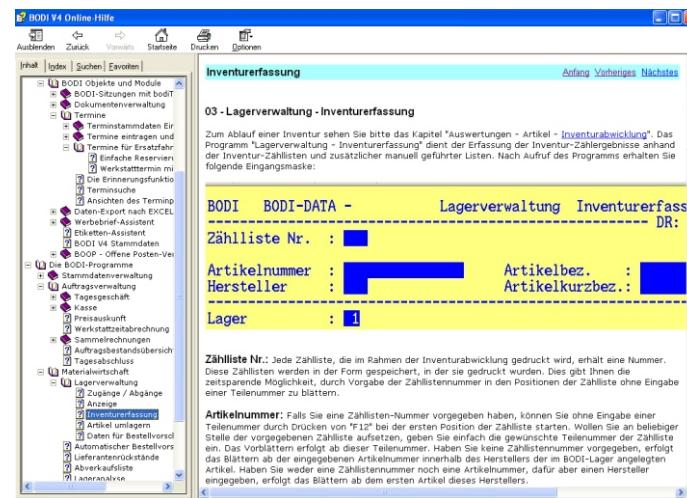 BODI V4 Online-Hilfe
Ausblenden Zurück Vorwärts Startseite Drucken Optionen
Inhalt Index Suchen Favoriten
BODI Objekte und Module
BODI-Sitzungen mit bodiT
Dokumentenverwaltung
Termine
Terminstammdaten Ein
Termine eintragen und
Termine für Ersatzfahr
Einfache Reservieru
Werkstatttermin mi
Die Erinnerungsfunktio
Terminsuche
Ansichten des Terminp
Daten-Export nach EXCEL
Werbebrief-Assistent
Etiketten-Assistent
BODI V4 Stammdaten
BOOP - Offene Posten-Ver
Die BODI-Programme
Stammdatenverwaltung
Auftragsverwaltung
Tagesgeschäft
Kasse
Preisauskunft
Werkstattzeitabrechnung
Sammelrechnungen
Auftragsbestandsübersich
Tagesabschluss
Materialwirtschaft
Lagerverwaltung
Zugänge / Abgänge
Anzeige
Inventurerfassung
Artikel umlagern
Daten für Bestellvorscl
Automatischer Bestellvors
Lieferantenrückstände
Abverkaufsliste
Lageranalyse
Inventurerfassung
Anfang Vorheriges Nächstes
03 - Lagerverwaltung - Inventurerfassung
Zum Ablauf einer Inventur sehen Sie bitte das Kapitel "Auswertungen - Artikel - Inventurabwicklung". Das
Programm "Lagerverwaltung - Inventurerfassung" dient der Erfassung der Inventur-Zählergebnisse anhand
der Inventur-Zähllisten und zusätzlicher manuell geführter Listen. Nach Aufruf des Programms erhalten Sie
folgende Eingangsmaske:
BODI BODI-DATA - Lagerverwaltung Inventurerfass
DR:
Zählliste Nr. :
Artikelnummer : Artikelbez. :
Hersteller : Artikelkurzbez.:
Lager : 1
Zählliste Nr.: Jede Zählliste, die im Rahmen der Inventurabwicklung gedruckt wird, erhält eine Nummer.
Diese Zähllisten werden in der Form gespeichert, in der sie gedruckt wurden. Dies gibt Ihnen die
zeitsparende Möglichkeit, durch Vorgabe der Zähllistennummer in den Positionen der Zählliste ohne Eingabe
einer Teilenummer zu blättern.
Artikelnummer: Falls Sie eine Zähllisten-Nummer vorgegeben haben, können Sie ohne Eingabe einer
Teilenummer durch Drücken von "F12" bei der ersten Position der Zählliste starten. Wollen Sie an beliebiger
Stelle der vorgegebenen Zählliste aufsetzen, geben Sie einfach die gewünschte Teilenummer der Zählliste
ein. Das Vorblättern erfolgt ab dieser Teilenummer. Haben Sie keine Zähllistennummer vorgegeben, erfolgt
das Blättern ab der eingegebenen Artikelnummer innerhalb des Herstellers der im BODI-Lager angelegten
Artikel. Haben Sie weder eine Zähllistennummer noch eine Artikelnummer, dafür aber einen Hersteller
eingegeben, erfolgt das Blättern ab dem ersten Artikel dieses Herstellers.